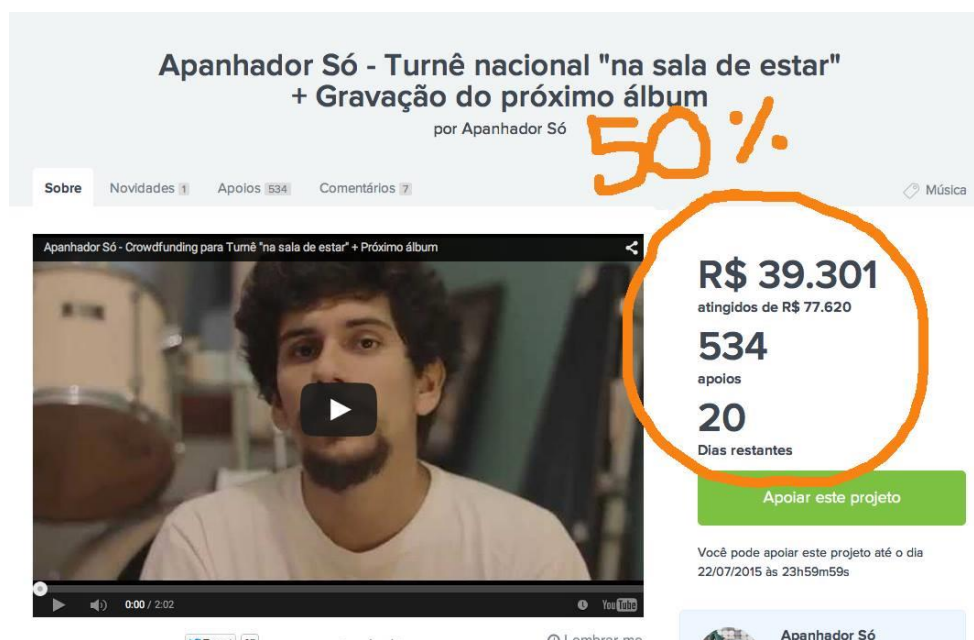 Apanhador Só - Turnê nacional "na sala de estar"
+ Gravação do próximo álbum
por Apanhador Só
50%
Sobre
Novidades 1
Apoios 534
Comentários 7
Música
Apanhador Só - Crowdfunding para Turnê "na sala de estar" + Próximo álbum
R$ 39.301
atingidos de R$ 77.620
534
apoios
20
Dias restantes
Apoiar este projeto
Você pode apoiar este projeto até o dia
22/07/2015 às 23h59m59s
0:00 / 2:02
YouTube
Lembrar-me
Apanhador Só